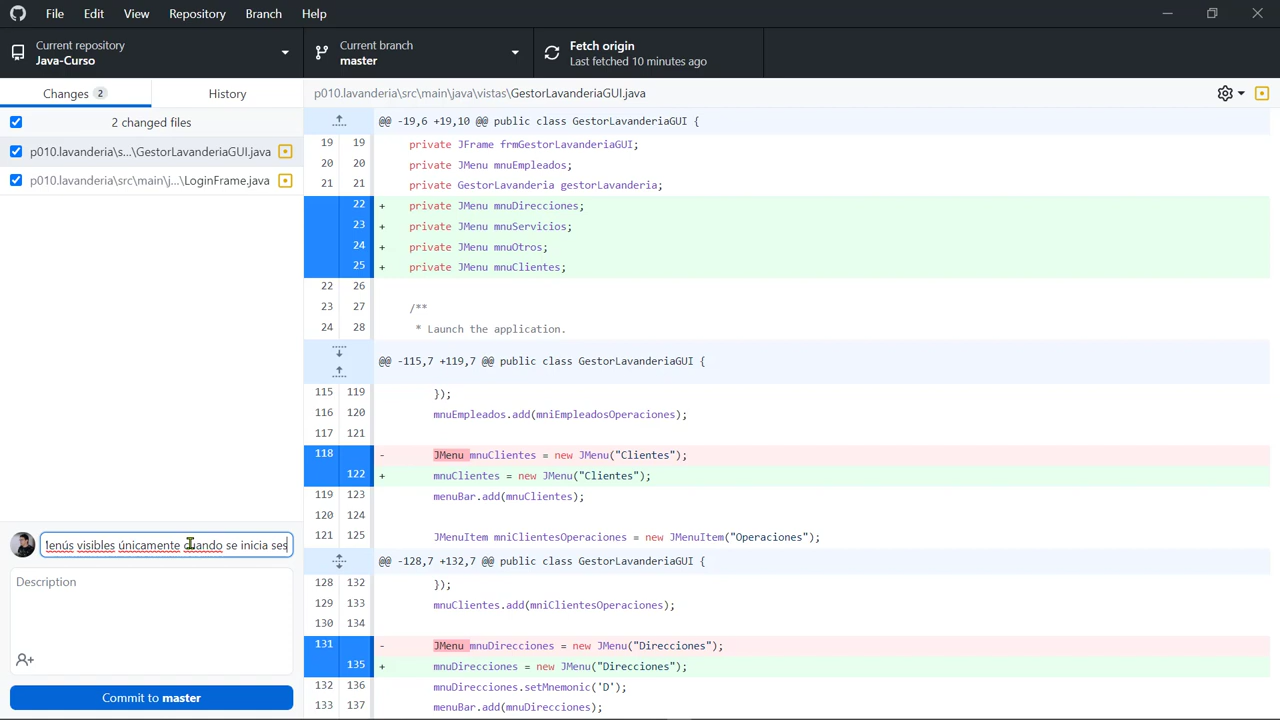 File Edit View Repository Branch Help
Current repository
Java-Curso
Current branch
master
Fetch origin
Last fetched 10 minutes ago
Changes 2
History
p010.lavanderia\src\main\java\vistas\GestorLavanderiaGUI.java
2 changed files
p010.lavanderia\s...\GestorLavanderiaGUI.java
p010.lavanderia\src\main\j...\LoginFrame.java
@@ -19,6 +19,10 @@ public class GestorLavanderiaGUI {
19 19 private JFrame frmGestorLavanderiaGUI;
20 20 private JMenu mnuEmpleados;
21 21 private GestorLavanderia gestorLavanderia;
22 + private JMenu mnuDirecciones;
23 + private JMenu mnuServicios;
24 + private JMenu mnuOtros;
25 + private JMenu mnuClientes;
22 26
23 27 /**
24 28 * Launch the application.
@@ -115,7 +119,7 @@ public class GestorLavanderiaGUI {
115 119 });
116 120 mnuEmpleados.add(mniEmpleadosOperaciones);
117 121
118 - JMenu mnuClientes = new JMenu("Clientes");
122 + mnuClientes = new JMenu("Clientes");
119 123 menuBar.add(mnuClientes);
120 124
121 125 JMenuItem mniClientesOperaciones = new JMenuItem("Operaciones");
@@ -128,7 +132,7 @@ public class GestorLavanderiaGUI {
128 132 });
129 133 mnuClientes.add(mniClientesOperaciones);
130 134
131 - JMenu mnuDirecciones = new JMenu("Direcciones");
135 + mnuDirecciones = new JMenu("Direcciones");
132 136 mnuDirecciones.setMnemonic('D');
133 137 menuBar.add(mnuDirecciones);
visibles únicamente cuando se inicia ses
Description
Commit to master